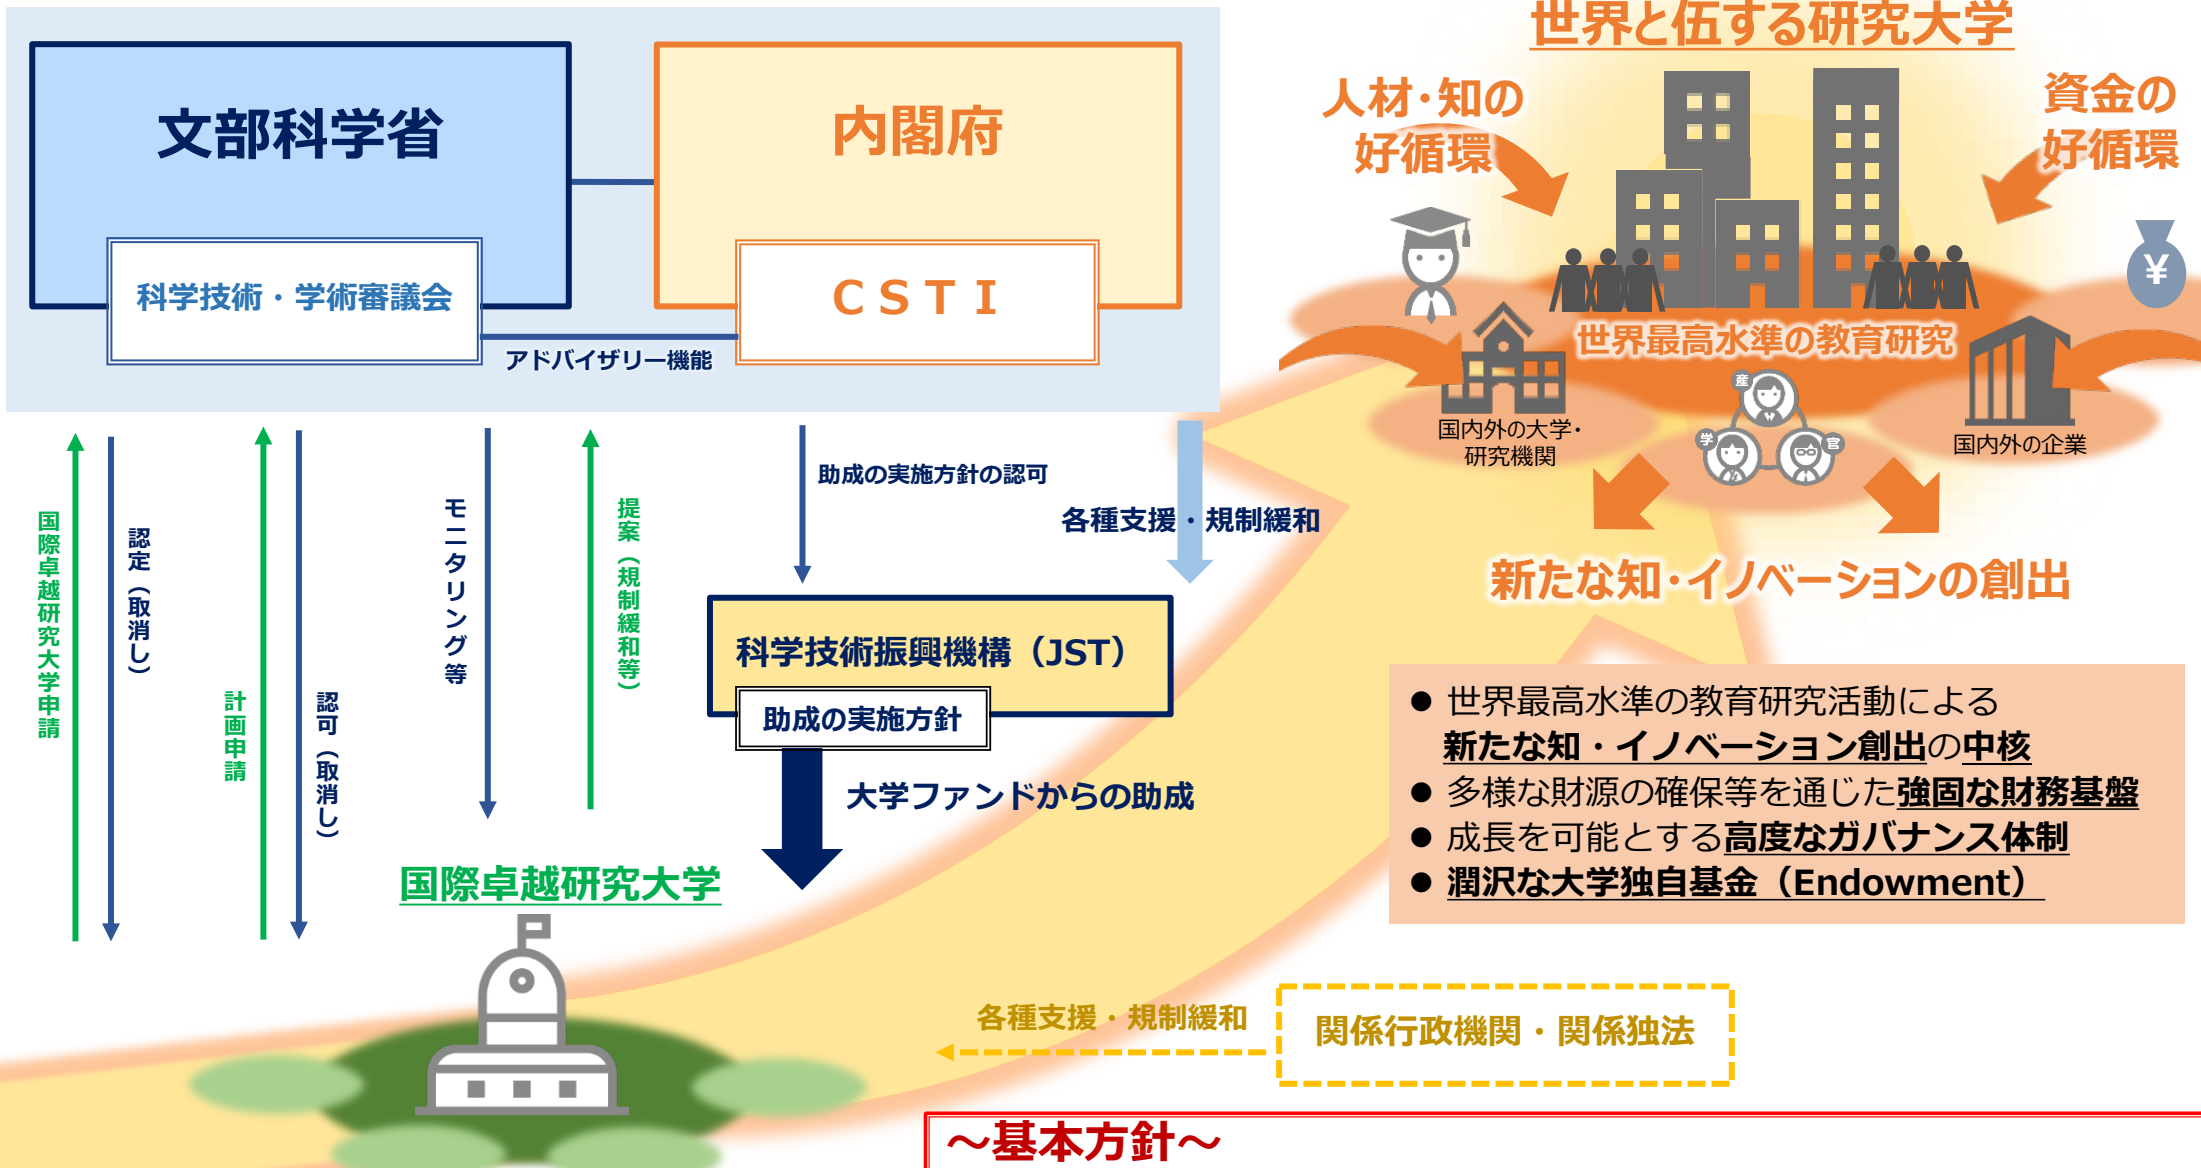 文部科学省
科学技術・学術審議会
内閣府
ＣＳＴＩ
アドバイザリー機能
国際卓越研究大学申請
認定（取消し）
計画申請
認可（取消し）
モニタリング等
提案（規制緩和等）
助成の実施方針の認可
各種支援・規制緩和
科学技術振興機構（JST）
助成の実施方針
大学ファンドからの助成
国際卓越研究大学
世界と伍する研究大学
人材・知の
好循環
資金の
好循環
¥
世界最高水準の教育研究
産
学
官
国内外の大学・
研究機関
国内外の企業
新たな知・イノベーションの創出
● 世界最高水準の教育研究活動による
新たな知・イノベーション創出の中核
● 多様な財源の確保等を通じた強固な財務基盤
● 成長を可能とする高度なガバナンス体制
● 潤沢な大学独自基金（Endowment）
各種支援・規制緩和
関係行政機関・関係独法
～基本方針～